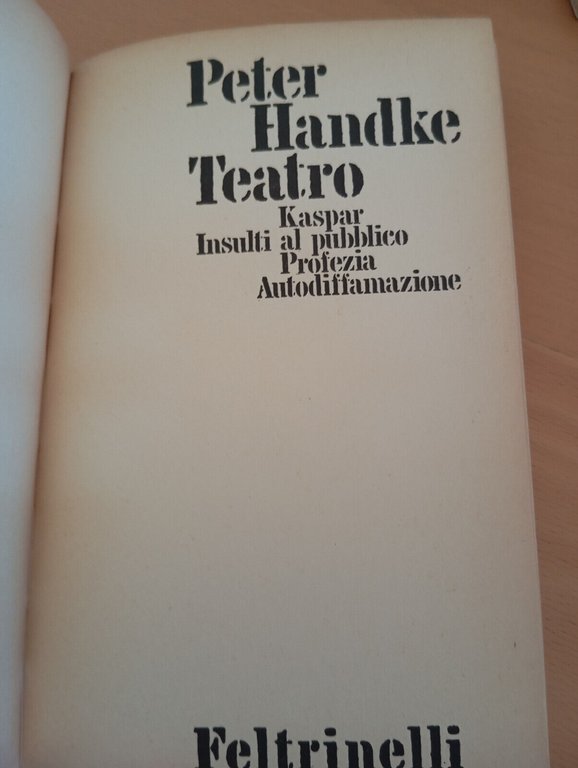 Peter
Handke
Teatro
Kaspar
Insulti al pubblico
Profezia
Autodiffamazione
Feltrinelli